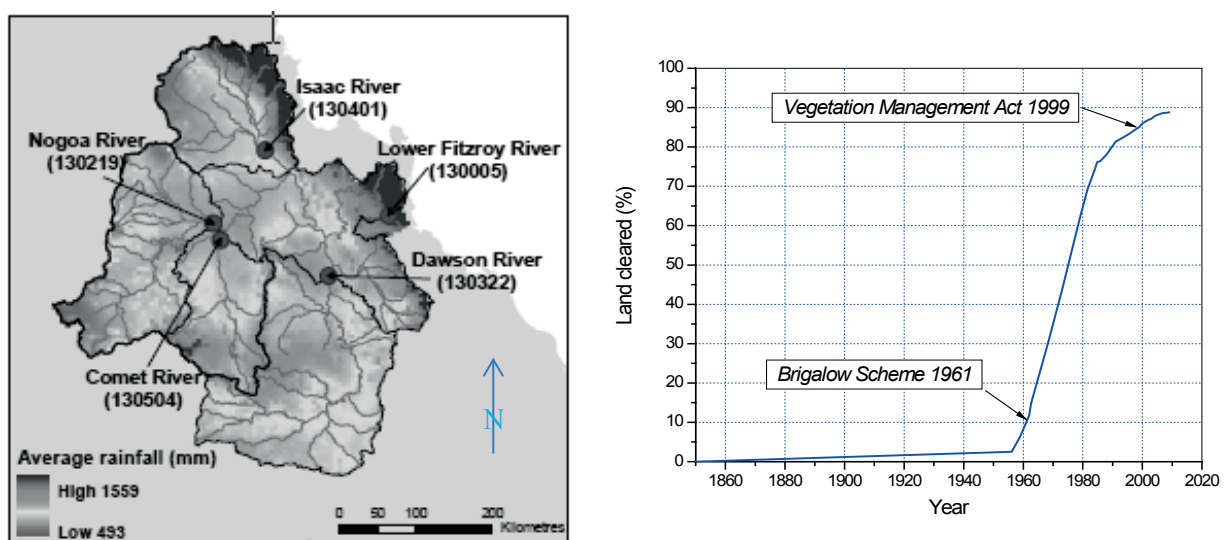 Isaac River
(130401)
Nogoa River
(130219)
Lower Fitzroy River
(130005)
Dawson River
(130322)
Comet River
(130504)
N
Average rainfall (mm)
High 1559
Low 493
0 50 100 200
Kilometres
100
90
80
70
60
50
40
30
20
10
0
Land cleared (%)
Vegetation Management Act 1999
Brigalow Scheme 1961
1860 1880 1900 1920 1940 1960 1980 2000 2020
Year